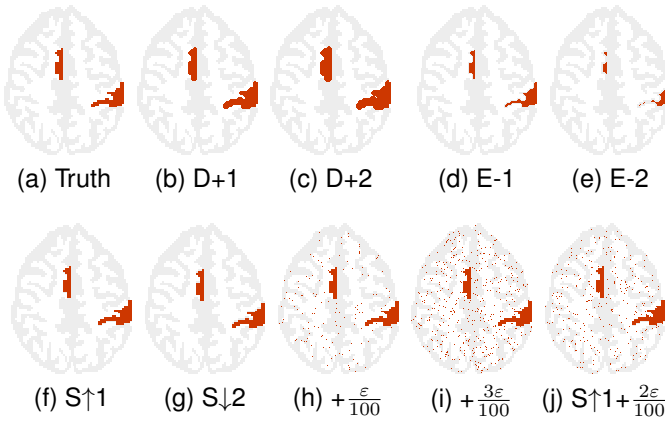 (a) Truth (b) D+1 (c) D+2 (d) E-1 (e) E-2
(f) S↑1 (g) S↓2 (h) +ε/100 (i) +3ε/100 (j) S↑1+2ε/100